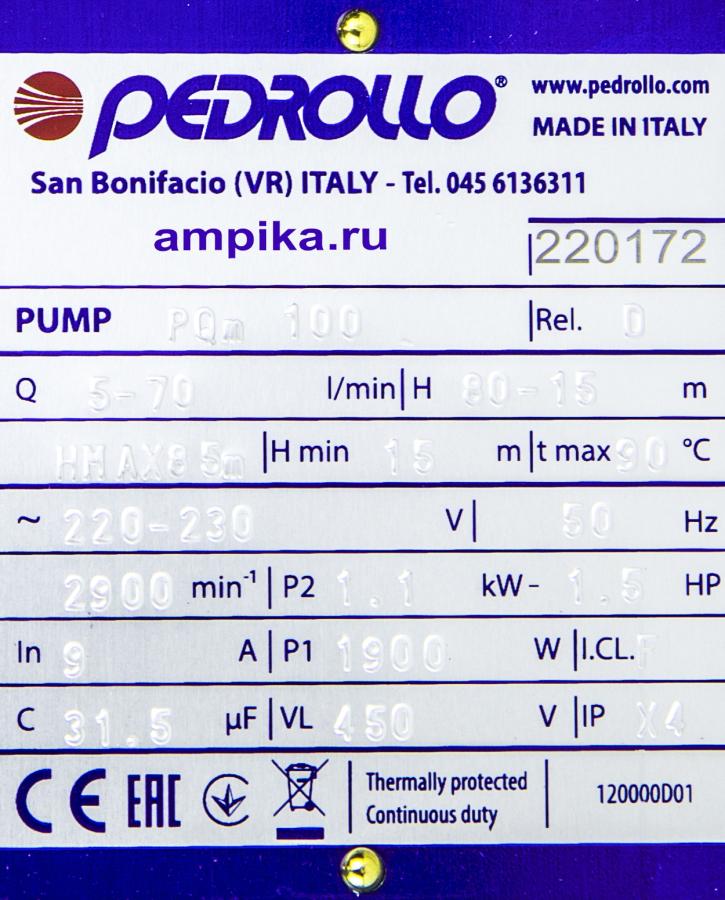 PEDROLLO® www.pedrollo.com
MADE IN ITALY
San Bonifacio (VR) ITALY - Tel. 045 6136311
ampika.ru
220172
PUMP PQm 100 Rel. D
Q 5-70 l/min H 80-15 m
HMAX85m H min 15 m t max 90 °C
~ 220-230 V 50 Hz
2900 min⁻¹ P2 1.1 kW - 1.5 HP
In 9 A P1 1900 W I.CL. F
C 31.5 µF VL 450 V IP X4
CE EAC Thermally protected 120000D01
Continuous duty